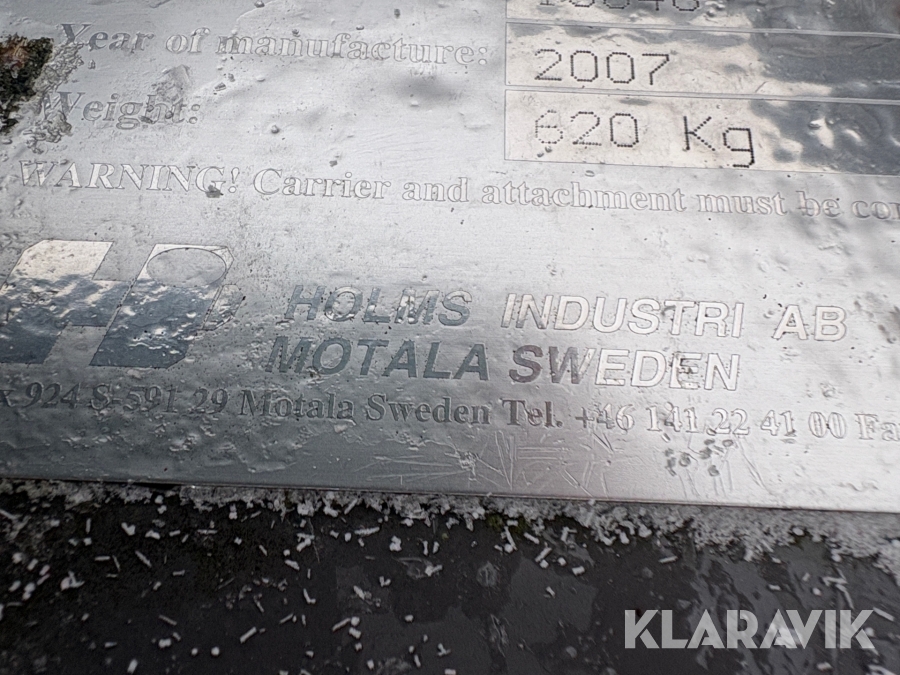 Year of manufacture: 2007
Weight: 620 Kg
WARNING! Carrier and attachment must be
HOLMS INDUSTRI AB
MOTALA SWEDEN
924 S-591 29 Motala Sweden Tel. +46 141 22 41 00
KLARAVIK